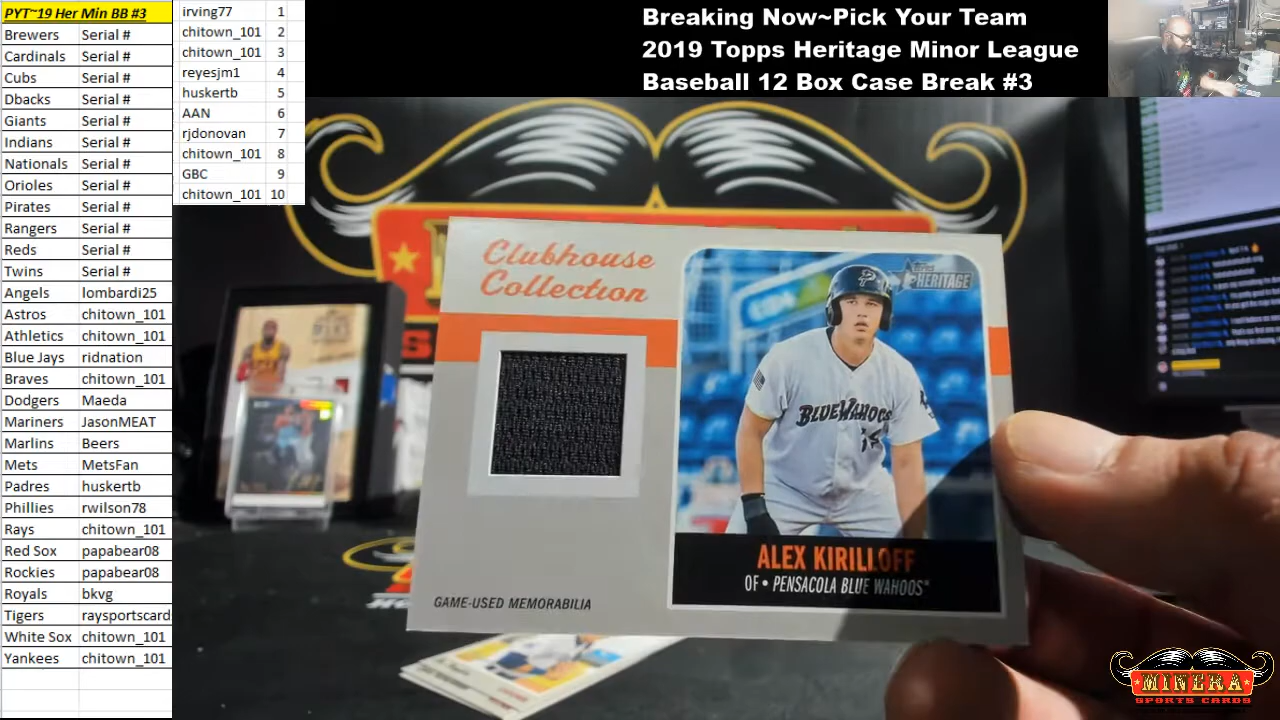 PYT~19 Her Min BB #3
Brewers Serial #
Cardinals Serial #
Cubs Serial #
Dbacks Serial #
Giants Serial #
Indians Serial #
Nationals Serial #
Orioles Serial #
Pirates Serial #
Rangers Serial #
Reds Serial #
Twins Serial #
Angels lombardi25
Astros chitown_101
Athletics chitown_101
Blue Jays ridnation
Braves chitown_101
Dodgers Maeda
Mariners JasonMEAT
Marlins Beers
Mets MetsFan
Padres huskertb
Phillies rwilson78
Rays chitown_101
Red Sox papabear08
Rockies papabear08
Royals bkvg
Tigers raysportscard
White Sox chitown_101
Yankees chitown_101
irving77 1
chitown_101 2
chitown_101 3
reyesjm1 4
huskertb 5
AAN 6
rjdonovan 7
chitown_101 8
GBC 9
chitown_101 10
Breaking Now~Pick Your Team
2019 Topps Heritage Minor League
Baseball 12 Box Case Break #3
Clubhouse
Collection
HERITAGE
P
BLUE WAHOOS
ALEX KIRILLOFF
OF • PENSACOLA BLUE WAHOOS
GAME-USED MEMORABILIA
MINERA
SPORTS CARDS